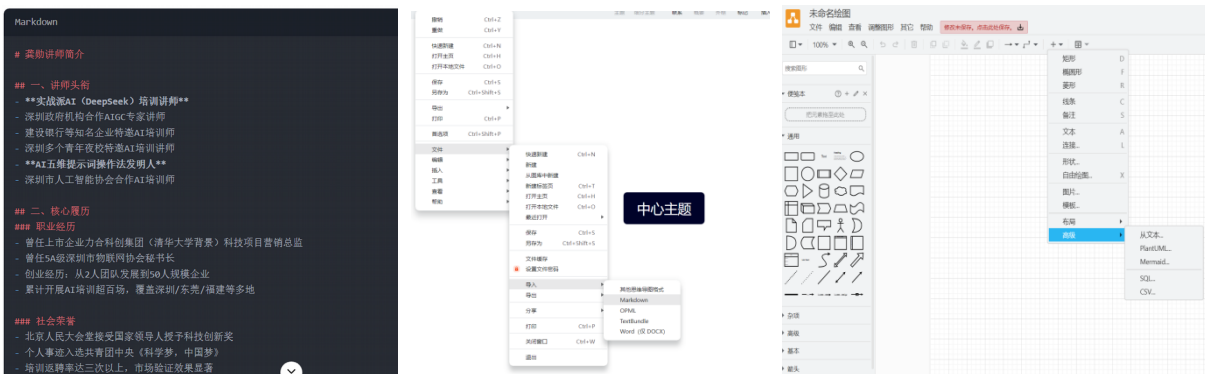 Markdown
# 龚勋讲师简介
## 一、讲师头衔
- **实战派AI（DeepSeek）培训讲师**
- 深圳政府机构合作AIGC专家讲师
- 建设银行等知名企业特邀AI培训师
- 深圳多个青年夜校特邀AI培训讲师
- **AI五维提示词操作法发明人**
- 深圳市人工智能协会合作AI培训师
## 二、核心履历
### 职业经历
- 曾任上市企业力合科创集团（清华大学背景）科技项目营销总监
- 曾任5A级深圳市物联网协会秘书长
- 创业经历：从2人团队发展到50人规模企业
- 累计开展AI培训超百场，覆盖深圳/东莞/福建等多地
### 社会荣誉
- 北京人民大会堂接受国家领导人授予科技创新奖
- 个人事迹入选共青团中央《科学梦，中国梦》
- 培训返聘率达三次以上，市场验证效果显著
撤销 Ctrl+Z
重做 Ctrl+Y
快速新建 Ctrl+N
打开主页 Ctrl+H
打开本地文件 Ctrl+O
保存 Ctrl+S
另存为 Ctrl+Shift+S
导出
打印 Ctrl+P
首选项 Ctrl+Shift+P
文件
编辑
插入
工具
查看
帮助
快速新建 Ctrl+N
新建
从图库中新建
新建标签页 Ctrl+T
打开主页 Ctrl+H
打开本地文件 Ctrl+O
最近打开
保存 Ctrl+S
另存为 Ctrl+Shift+S
文件缓存
设置文件密码
导入
导出
分享
打印 Ctrl+P
关闭窗口 Ctrl+W
退出
其他思维导图格式
Markdown
OPML
TextBundle
Word（仅 DOCX）
中心主题
未命名绘图
文件 编辑 查看 调整图形 其它 帮助 修改未保存，点击此处保存。
100%
搜索图形
便笺本
把元素拖至此处
通用
杂项
高级
基本
箭头
矩形 D
椭圆形 F
菱形 R
线条 C
备注 S
文本 A
连接... L
形状...
自由绘图... X
图片...
模板...
布局
高级
从文本...
PlantUML...
Mermaid...
SQL...
CSV...